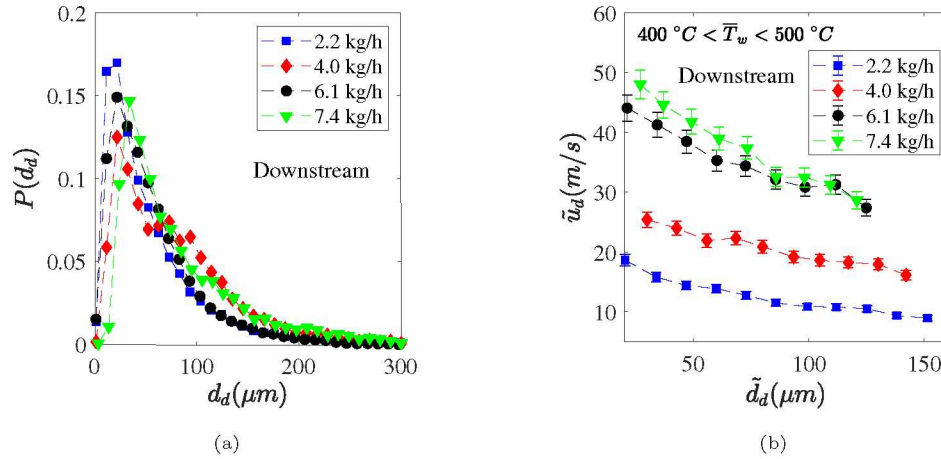 0.2
0.15
0.1
0.05
0
P(d_d)
2.2 kg/h
4.0 kg/h
6.1 kg/h
7.4 kg/h
Downstream
0 100 200 300
d_d(μm)
(a)
60
50
40
30
20
10
ũ_d(m/s)
400 °C < T̅_w < 500 °C
Downstream
2.2 kg/h
4.0 kg/h
6.1 kg/h
7.4 kg/h
50 100 150
d̃_d(μm)
(b)